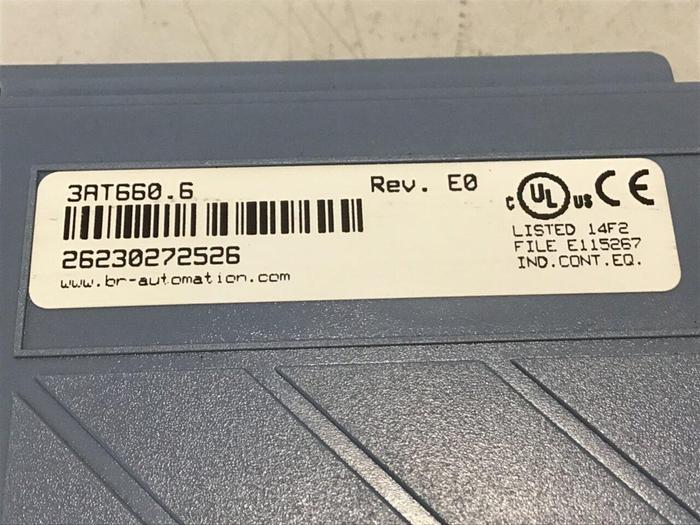 3AT660.6
Rev. E0
c UL us CE
26230272526
www.br-automation.com
LISTED 14F2
FILE E115267
IND.CONT.EQ.